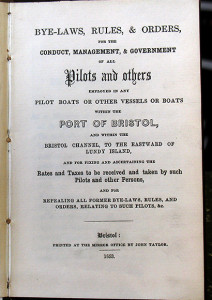 BYE-LAWS, RULES, & ORDERS,
FOR THE
CONDUCT, MANAGEMENT, & GOVERNMENT
OF ALL
Pilots and others
EMPLOYED IN ANY
PILOT BOATS OR OTHER VESSELS OR BOATS
WITHIN THE
PORT OF BRISTOL,
AND WITHIN THE
BRISTOL CHANNEL, TO THE EASTWARD OF
LUNDY ISLAND,
AND FOR FIXING AND ASCERTAINING THE
Rates and Taxes to be received and taken by such
Pilots and other Persons,
AND FOR
REPEALING ALL FORMER BYE-LAWS, RULES, AND
ORDERS, RELATING TO SUCH PILOTS, &c.
Bristol:
PRINTED AT THE MIRROR OFFICE BY JOHN TAYLOR.